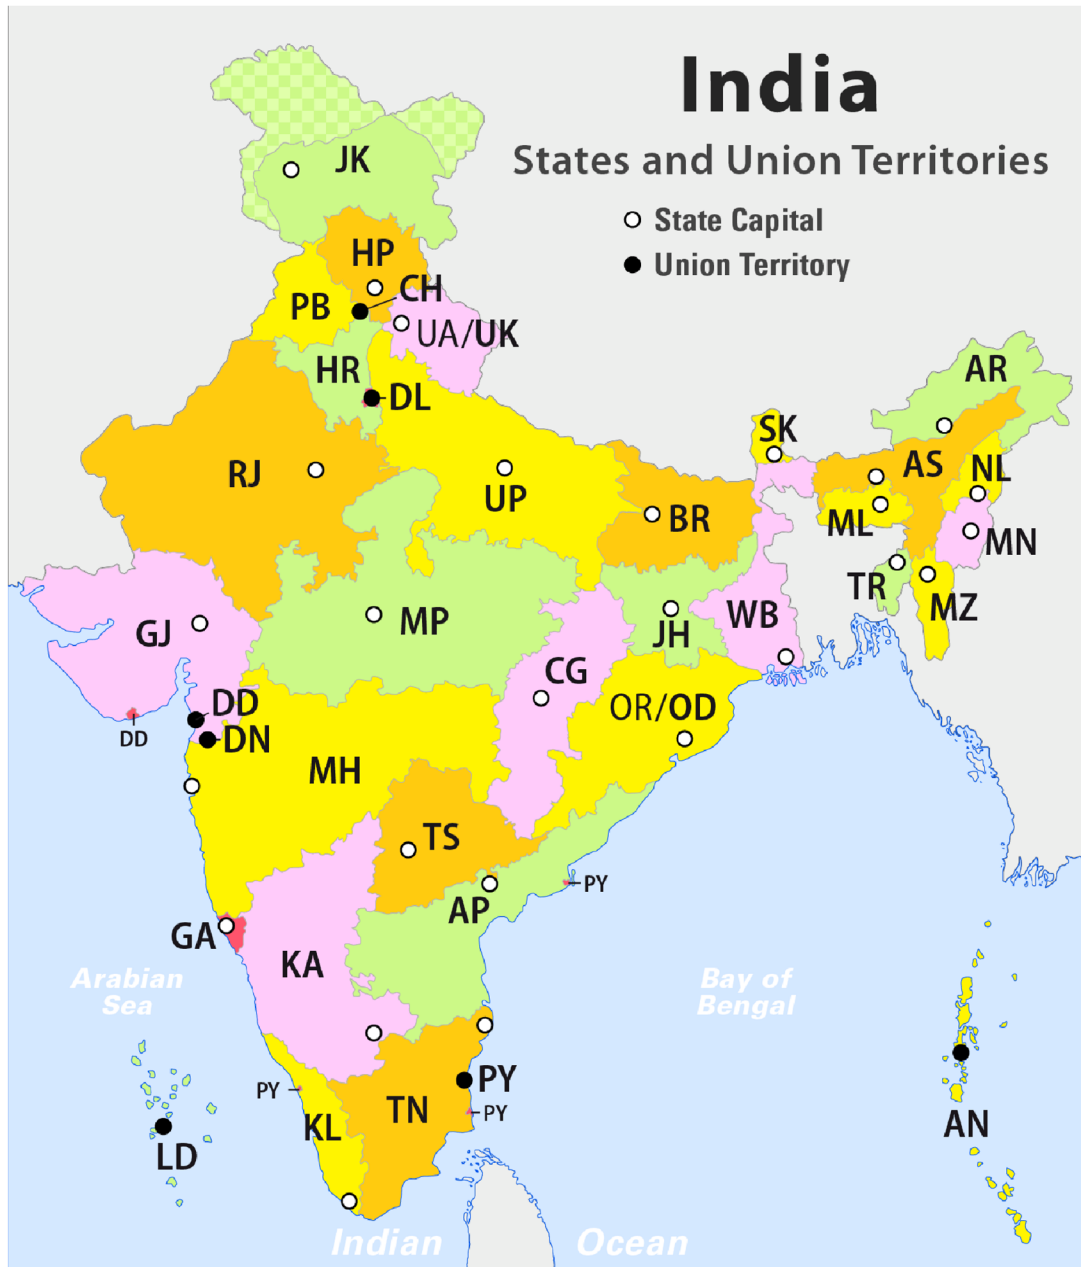 India
States and Union Territories
State Capital
Union Territory
JK
HP
CH
PB
UA/UK
HR
DL
AR
SK
RJ
UP
AS
NL
BR
ML
MN
TR
MZ
GJ
MP
JH
WB
CG
DD
OR/OD
DD
DN
MH
TS
PY
AP
GA
KA
Arabian
Sea
Bay of
Bengal
PY
PY
TN
PY
KL
AN
LD
Indian Ocean